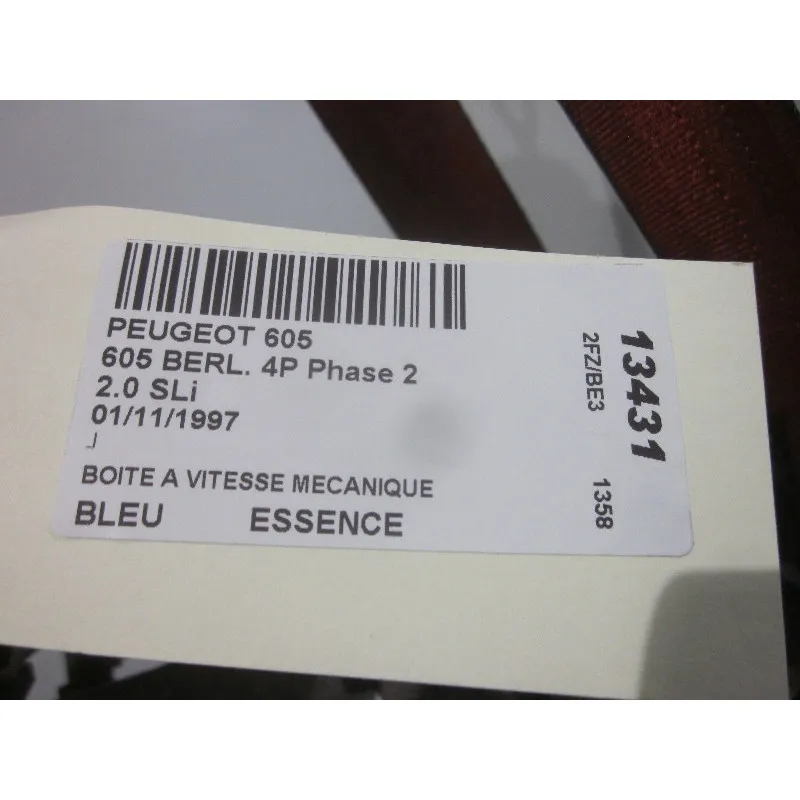 PEUGEOT 605
605 BERL. 4P Phase 2
2.0 SLi
01/11/1997
BOITE A VITESSE MECANIQUE
BLEU ESSENCE
2FZ/BE3 1358
13431